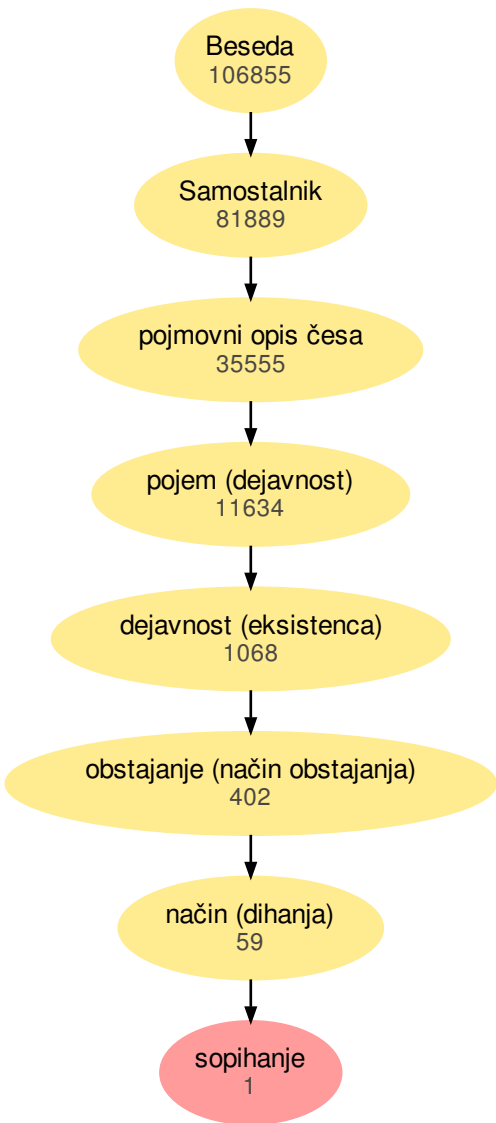 Beseda
106855
Samostalnik
81889
pojmovni opis česa
35555
pojem (dejavnost)
11634
dejavnost (eksistenca)
1068
obstajanje (način obstajanja)
402
način (dihanja)
59
sopihanje
1